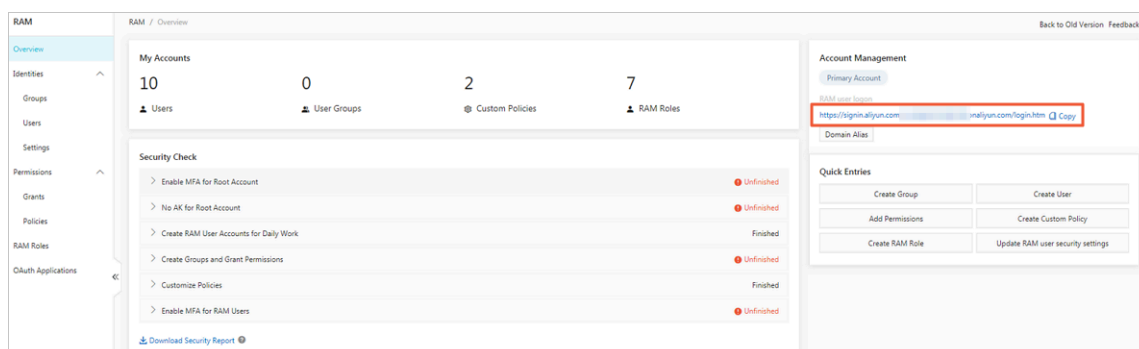 RAM
RAM / Overview
Back to Old Version Feedback
Overview
Identities
Groups
Users
Settings
Permissions
Grants
Policies
RAM Roles
OAuth Applications
My Accounts
10
0
2
7
Users
User Groups
Custom Policies
RAM Roles
Security Check
Enable MFA for Root Account Unfinished
No AK for Root Account Unfinished
Create RAM User Accounts for Daily Work Finished
Create Groups and Grant Permissions Unfinished
Customize Policies Finished
Enable MFA for RAM Users Unfinished
Download Security Report
Account Management
Primary Account
RAM user logon
https://signin.aliyun.com onaliyun.com/login.htm Copy
Domain Alias
Quick Entries
Create Group Create User
Add Permissions Create Custom Policy
Create RAM Role Update RAM user security settings